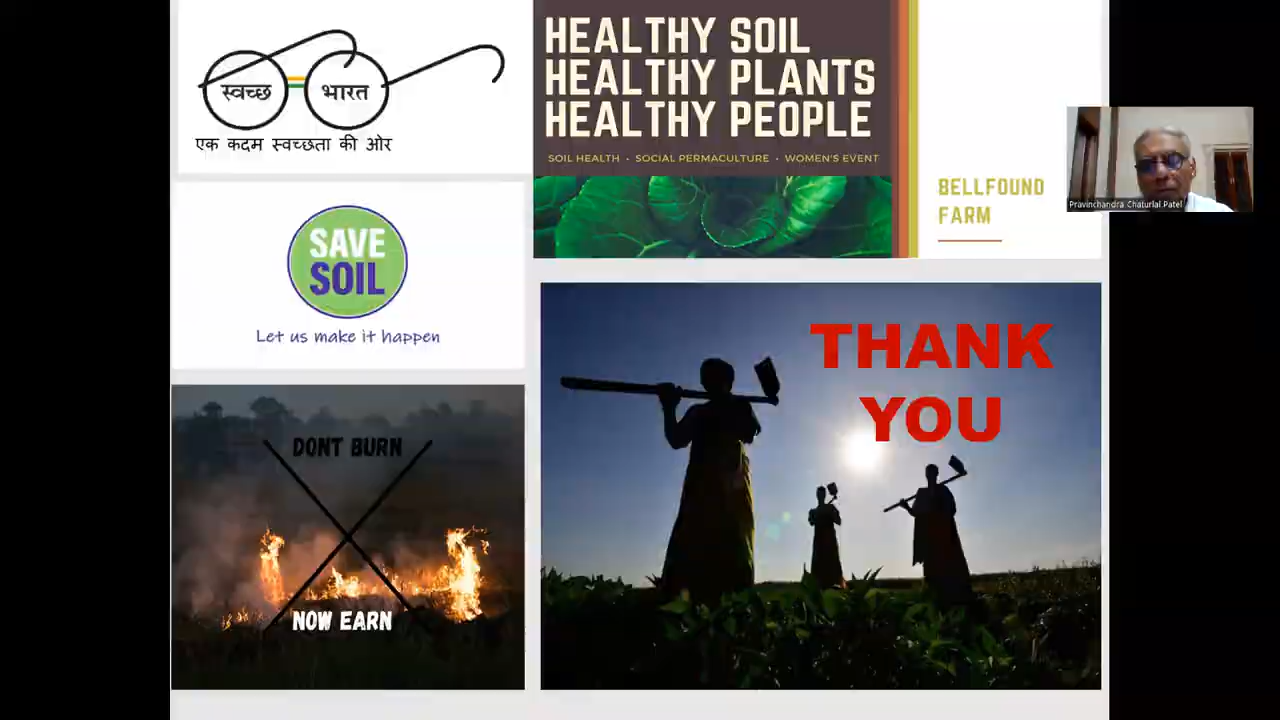 स्वच्छ भारत
एक कदम स्वच्छता की ओर
HEALTHY SOIL
HEALTHY PLANTS
HEALTHY PEOPLE
SOIL HEALTH · SOCIAL PERMACULTURE · WOMEN'S EVENT
BELLFOUND
FARM
Pravinchandra Chaturlal Patel
SAVE
SOIL
Let us make it happen
DONT BURN
NOW EARN
THANK
YOU